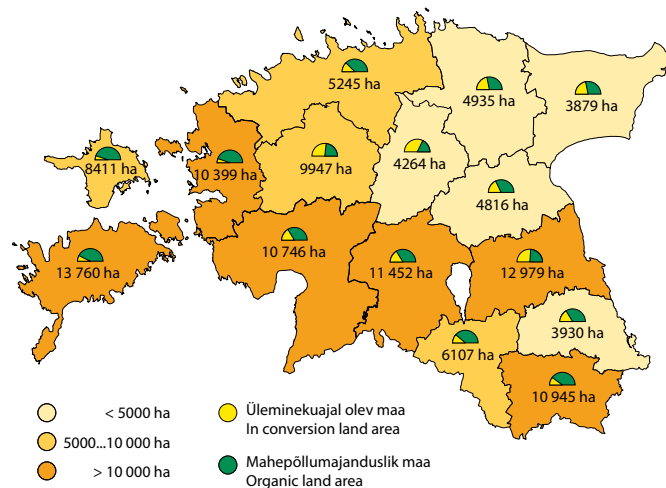 5245 ha
4935 ha
3879 ha
8411 ha
10 399 ha
9947 ha
4264 ha
4816 ha
13 760 ha
10 746 ha
11 452 ha
12 979 ha
6107 ha
3930 ha
10 945 ha
< 5000 ha
5000...10 000 ha
> 10 000 ha
Üleminekuajal olev maa
In conversion land area
Mahepõllumajanduslik maa
Organic land area